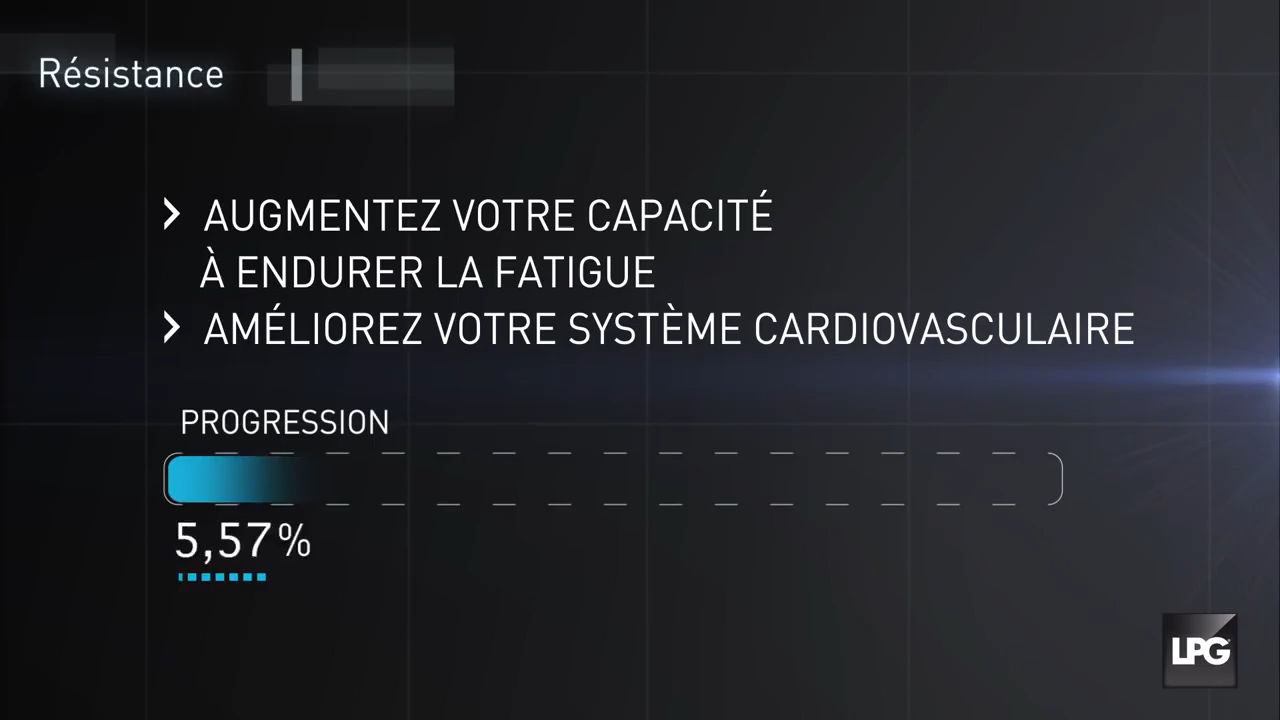 Résistance
> AUGMENTEZ VOTRE CAPACITÉ
À ENDURER LA FATIGUE
> AMÉLIOREZ VOTRE SYSTÈME CARDIOVASCULAIRE
PROGRESSION
5,57%
LPG